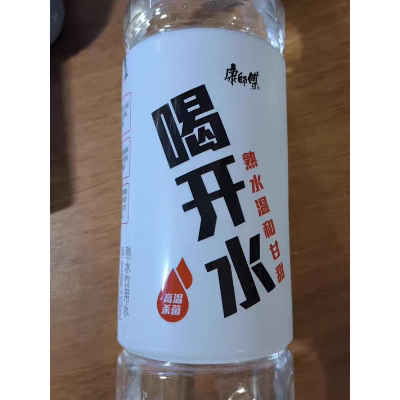 康師傅
喝开水
熟水温和甘甜
高温
杀菌
熟水饮用水